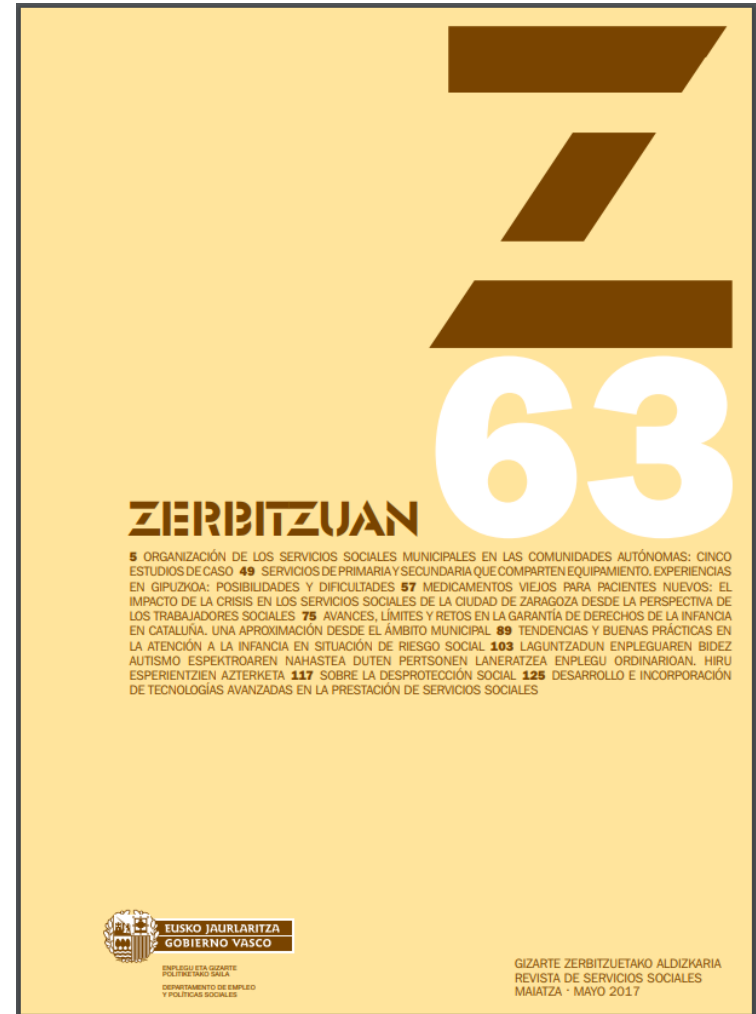 Z
63
ZERBITZUAN
5 ORGANIZACIÓN DE LOS SERVICIOS SOCIALES MUNICIPALES EN LAS COMUNIDADES AUTÓNOMAS: CINCO
ESTUDIOS DE CASO 49 SERVICIOS DE PRIMARIA Y SECUNDARIA QUE COMPARTEN EQUIPAMIENTO. EXPERIENCIAS
EN GIPUZKOA: POSIBILIDADES Y DIFICULTADES 57 MEDICAMENTOS VIEJOS PARA PACIENTES NUEVOS: EL
IMPACTO DE LA CRISIS EN LOS SERVICIOS SOCIALES DE LA CIUDAD DE ZARAGOZA DESDE LA PERSPECTIVA DE
LOS TRABAJADORES SOCIALES 75 AVANCES, LÍMITES Y RETOS EN LA GARANTÍA DE DERECHOS DE LA INFANCIA
EN CATALUÑA. UNA APROXIMACIÓN DESDE EL ÁMBITO MUNICIPAL 89 TENDENCIAS Y BUENAS PRÁCTICAS EN
LA ATENCIÓN A LA INFANCIA EN SITUACIÓN DE RIESGO SOCIAL 103 LAGUNTZADUN ENPLEGUAREN BIDEZ
AUTISMO ESPEKTROAREN NAHASTEA DUTEN PERTSONEN LANERATZEA ENPLEGU ORDINARIOAN. HIRU
ESPERIENTZIEN AZTERKETA 117 SOBRE LA DESPROTECCIÓN SOCIAL 125 DESARROLLO E INCORPORACIÓN
DE TECNOLOGÍAS AVANZADAS EN LA PRESTACIÓN DE SERVICIOS SOCIALES
EUSKO JAURLARITZA
GOBIERNO VASCO
ENPLEGU ETA GIZARTE
POLITIKETAKO SAILA
DEPARTAMENTO DE EMPLEO
Y POLÍTICAS SOCIALES
GIZARTE ZERBITZUETAKO ALDIZKARIA
REVISTA DE SERVICIOS SOCIALES
MAIATZA · MAYO 2017